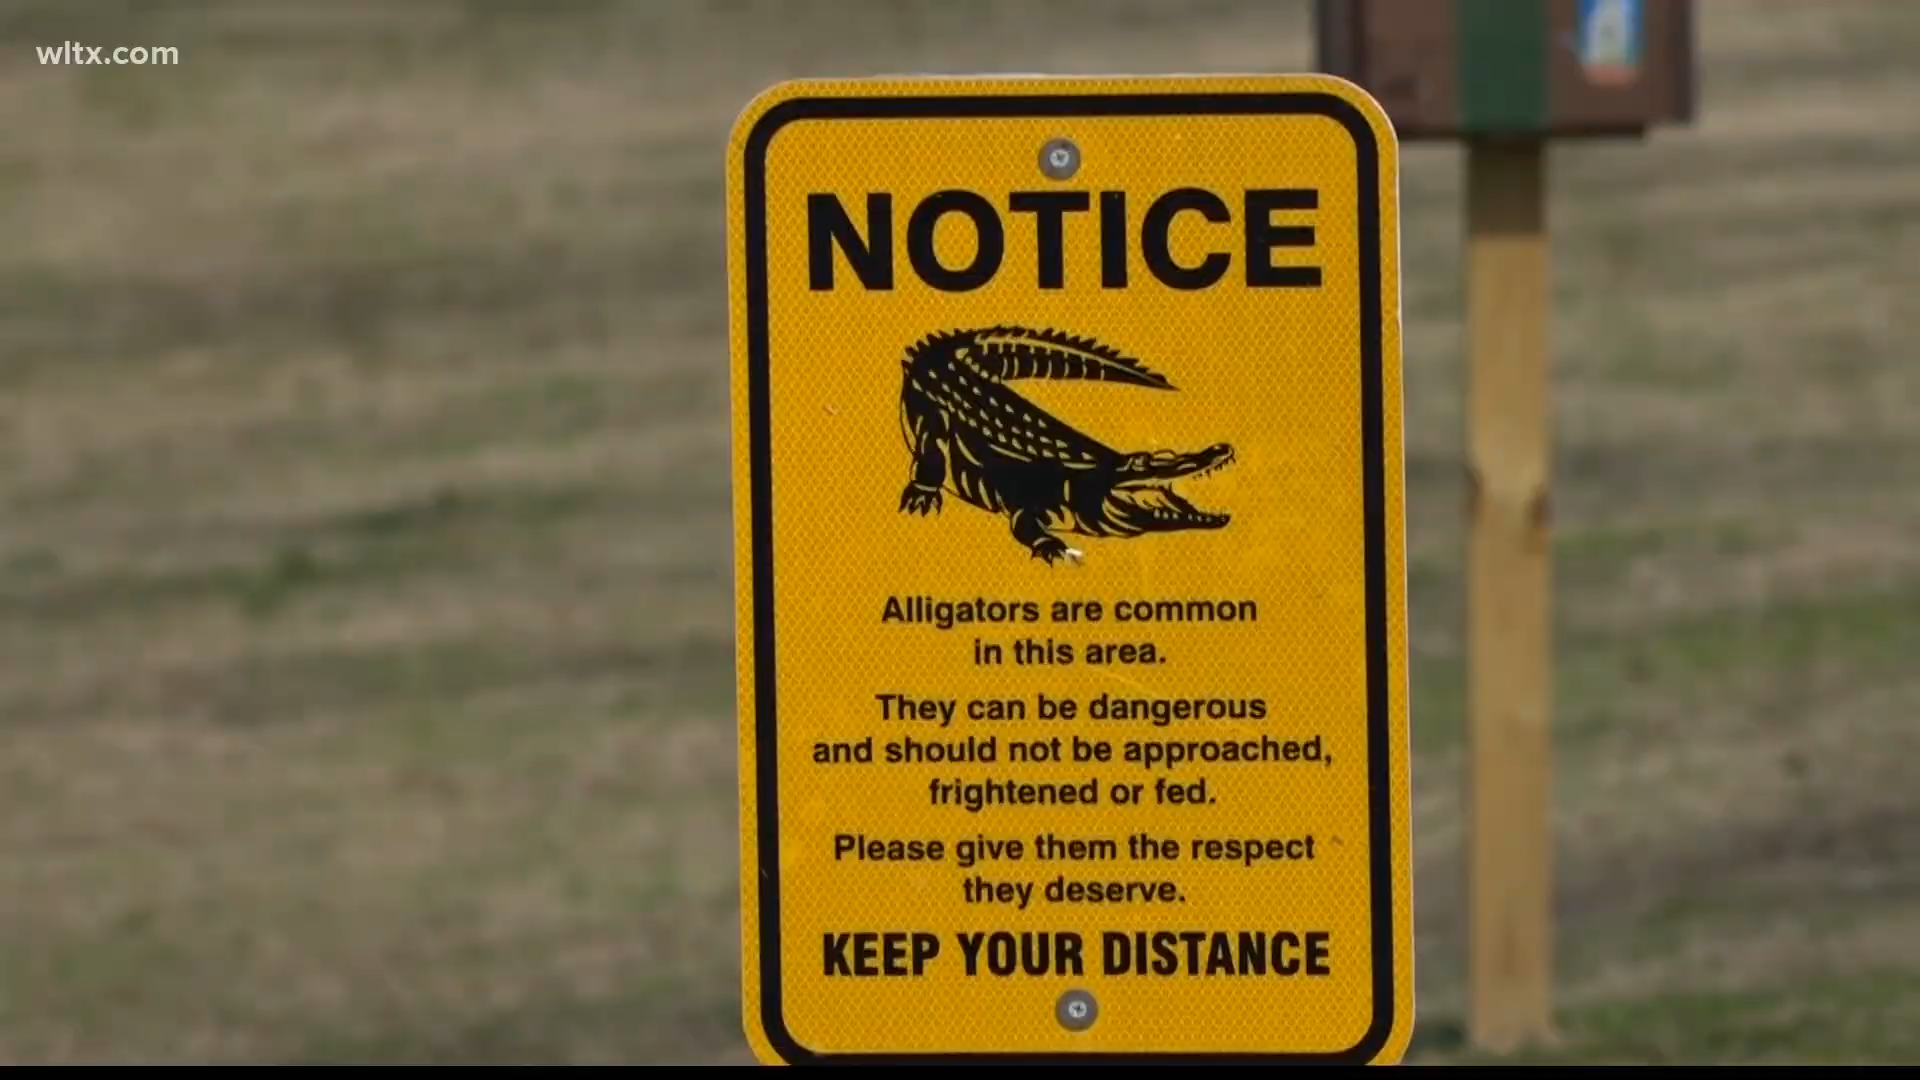 wltx.com
NOTICE
Alligators are common
in this area.
They can be dangerous
and should not be approached,
frightened or fed.
Please give them the respect
they deserve.
KEEP YOUR DISTANCE